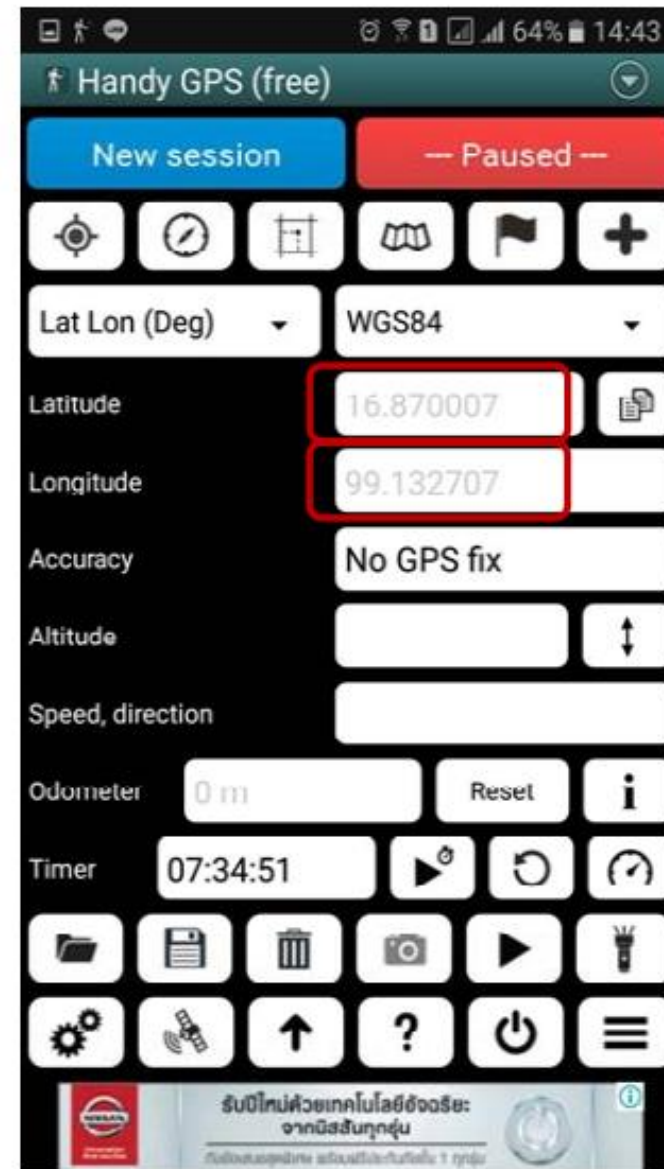 64% 14:43
Handy GPS (free)
New session --- Paused ---
Lat Lon (Deg) WGS84
Latitude 16.870007
Longitude 99.132707
Accuracy No GPS fix
Altitude
Speed, direction
Odometer 0 m Reset i
Timer 07:34:51
?
NISSAN
รับปีใหม่ด้วยเทคโนโลยีอัจฉริยะ
จากนิสสันทุกรุ่น